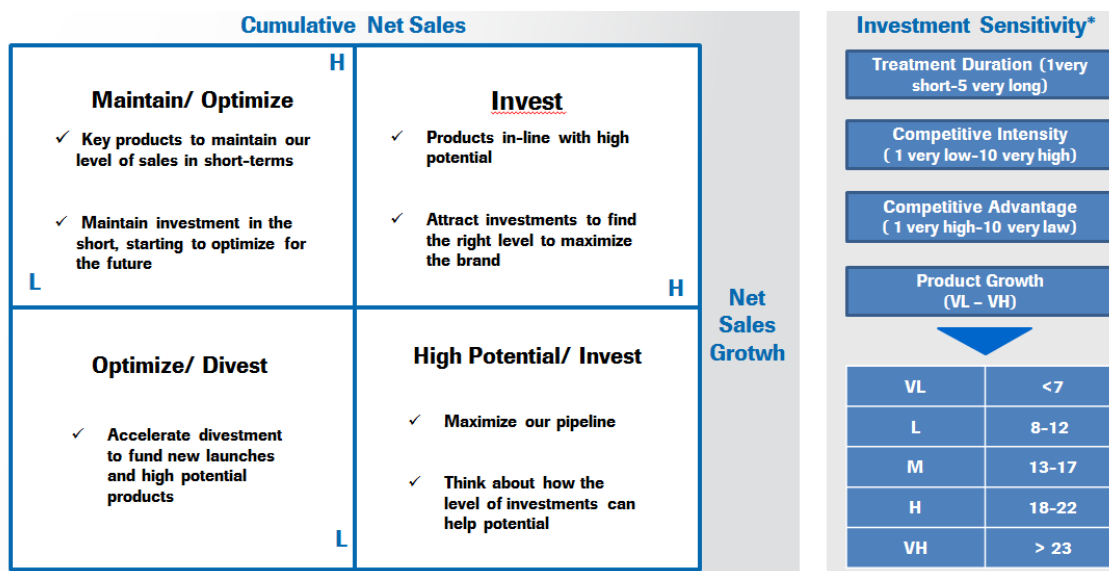 Cumulative Net Sales
H
Maintain/ Optimize
✓ Key products to maintain our
level of sales in short-terms
✓ Maintain investment in the
short, starting to optimize for
the future
L
Invest
✓ Products in-line with high
potential
✓ Attract investments to find
the right level to maximize
the brand
H
Net
Sales
Grotwh
Optimize/ Divest
✓ Accelerate divestment
to fund new launches
and high potential
products
L
High Potential/ Invest
✓ Maximize our pipeline
✓ Think about how the
level of investments can
help potential
Investment Sensitivity*
Treatment Duration (1very
short-5 very long)
Competitive Intensity
( 1 very low-10 very high)
Competitive Advantage
( 1 very high-10 very law)
Product Growth
(VL – VH)
VL <7
L 8-12
M 13-17
H 18-22
VH > 23